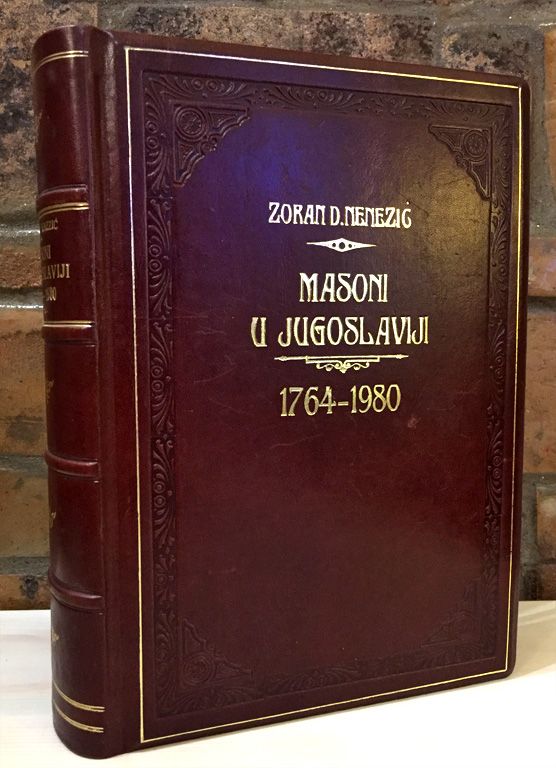 ZORAN D. NENEZIĆ
MASONI
U JUGOSLAVIJI
1764-1980